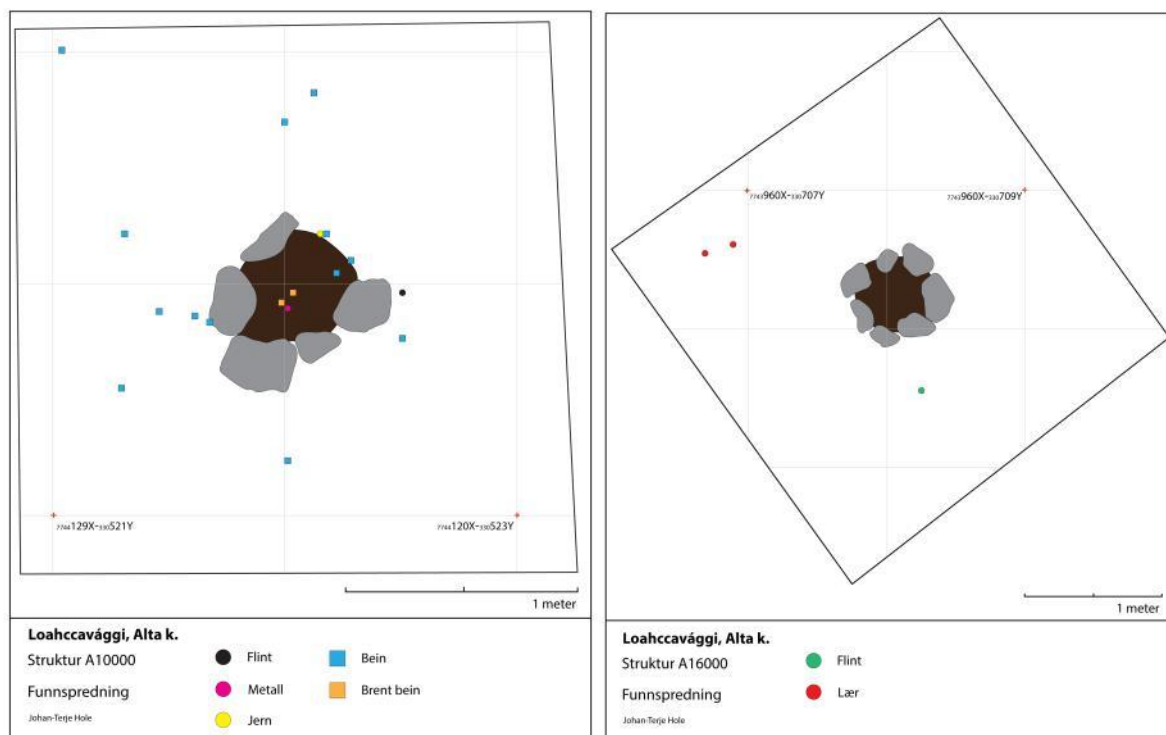 7744129X-330521Y
7744120X-330523Y
1 meter
Loahccavággi, Alta k.
Struktur A10000
Funnspredning
Johan-Terje Hole
Flint
Metall
Jern
Bein
Brent bein
7743960X-330707Y
7743960X-330709Y
1 meter
Loahccavággi, Alta k.
Struktur A16000
Funnspredning
Johan-Terje Hole
Flint
Lær